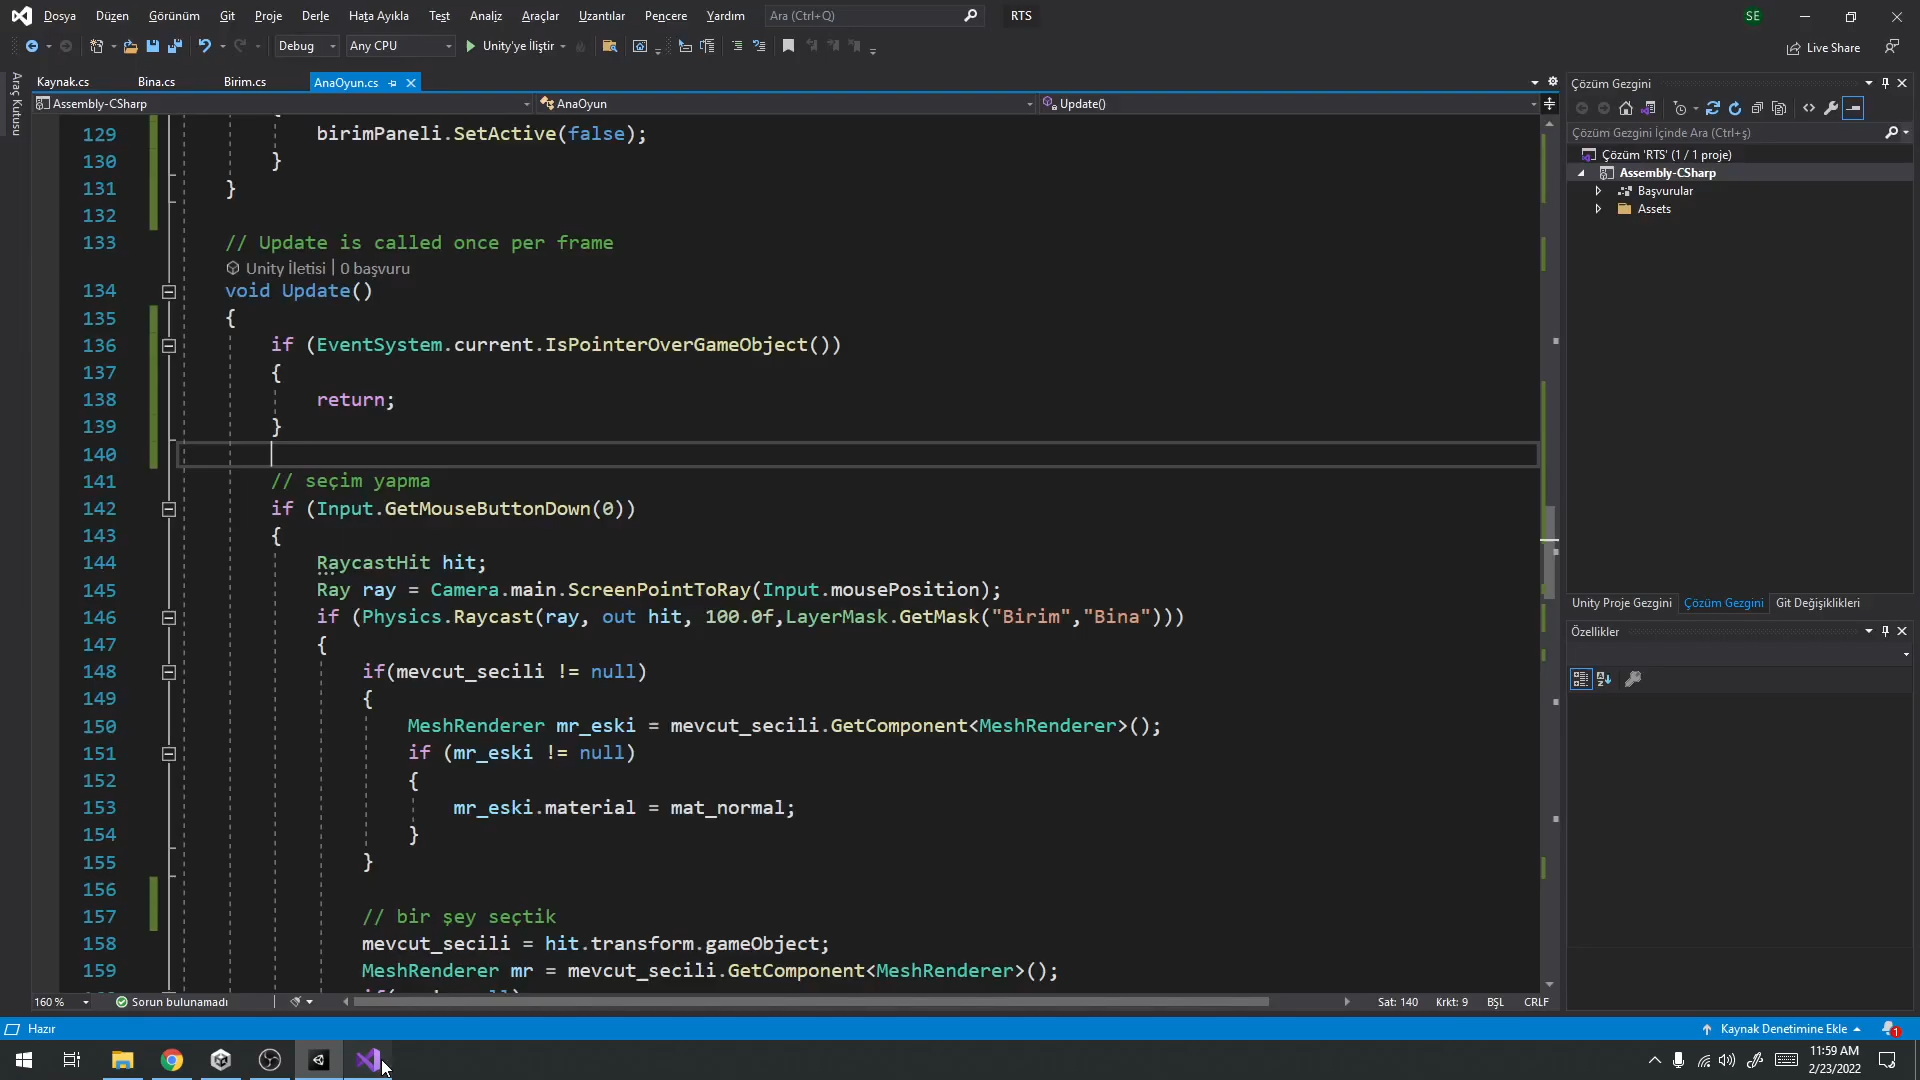 Dosya Düzen Görünüm Git Proje Derle Hata Ayıkla Test Analiz Araçlar Uzantılar Pencere Yardım Ara (Ctrl+Q) RTS SE
Debug Any CPU Unity'ye İliştir Live Share
Araç Kutusu
Kaynak.cs Bina.cs Birim.cs AnaOyun.cs
Assembly-CSharp AnaOyun Update()
129 birimPaneli.SetActive(false);
130 }
131 }
132
133 // Update is called once per frame
Unity İletisi | 0 başvuru
134 void Update()
135 {
136 if (EventSystem.current.IsPointerOverGameObject())
137 {
138 return;
139 }
140
141 // seçim yapma
142 if (Input.GetMouseButtonDown(0))
143 {
144 RaycastHit hit;
145 Ray ray = Camera.main.ScreenPointToRay(Input.mousePosition);
146 if (Physics.Raycast(ray, out hit, 100.0f,LayerMask.GetMask("Birim","Bina")))
147 {
148 if(mevcut_secili != null)
149 {
150 MeshRenderer mr_eski = mevcut_secili.GetComponent<MeshRenderer>();
151 if (mr_eski != null)
152 {
153 mr_eski.material = mat_normal;
154 }
155 }
156
157 // bir şey seçtik
158 mevcut_secili = hit.transform.gameObject;
159 MeshRenderer mr = mevcut_secili.GetComponent<MeshRenderer>();
160 % Sorun bulunamadı Sat: 140 Krkt: 9 BŞL CRLF
Çözüm Gezgini
Çözüm Gezgini İçinde Ara (Ctrl+ş)
Çözüm 'RTS' (1 / 1 proje)
Assembly-CSharp
Başvurular
Assets
Unity Proje Gezgini Çözüm Gezgini Git Değişiklikleri
Özellikler
Hazır Kaynak Denetimine Ekle 1
11:59 AM
2/23/2022